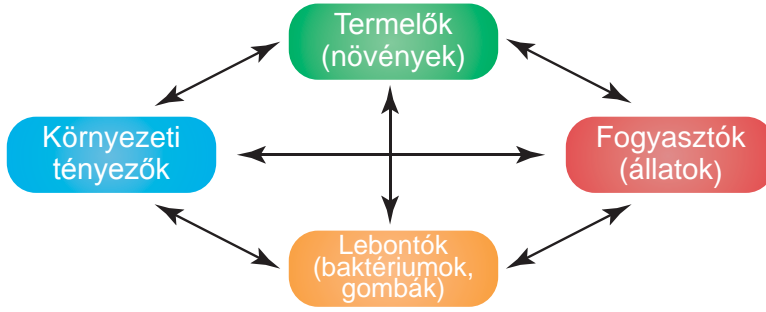 Termelők
(növények)
Környezeti
tényezők
Fogyasztók
(állatok)
Lebontók
(baktériumok,
gombák)